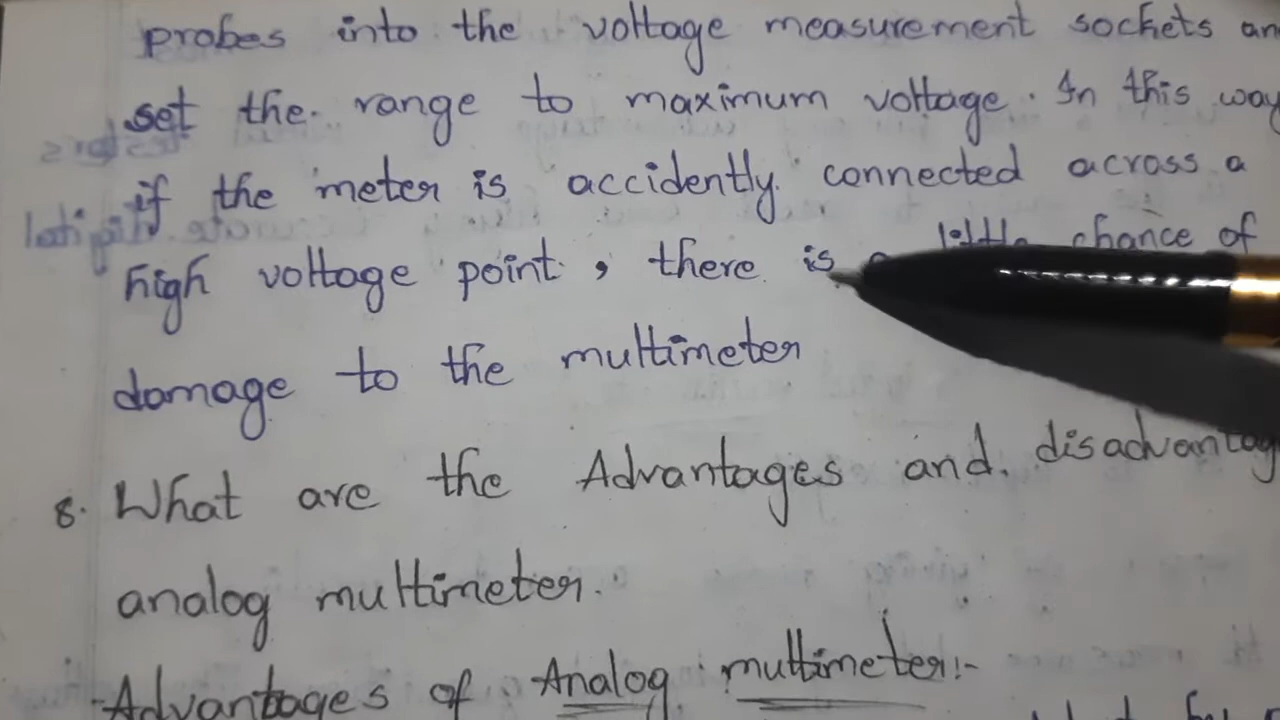 probes into the voltage measurement sockets an
set the range to maximum voltage. In this way
if the meter is accidently connected across a
high voltage point, there is a little chance of
damage to the multimeter
8. What are the Advantages and disadvantag
analog multimeter.
Advantages of Analog multimeter:-